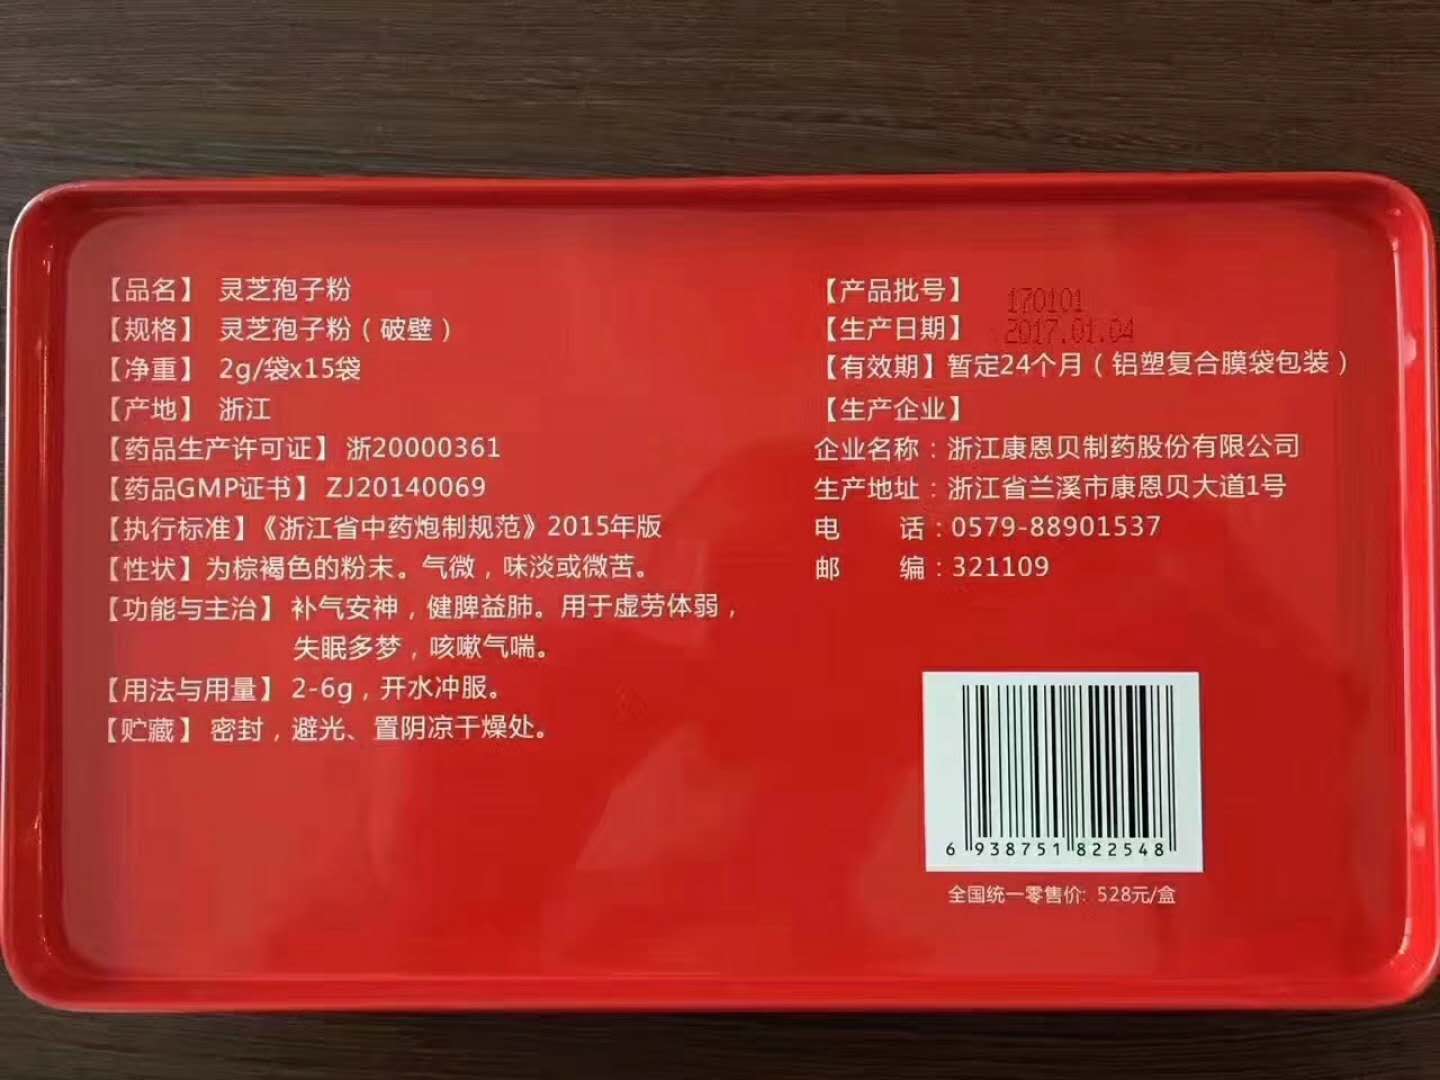 【品名】 灵芝孢子粉
【规格】 灵芝孢子粉（破壁）
【净重】 2g/袋x15袋
【产地】 浙江
【药品生产许可证】 浙20000361
【药品GMP证书】 ZJ20140069
【执行标准】《浙江省中药炮制规范》2015年版
【性状】为棕褐色的粉末。气微，味淡或微苦。
【功能与主治】 补气安神，健脾益肺。用于虚劳体弱，
失眠多梦，咳嗽气喘。
【用法与用量】 2-6g，开水冲服。
【贮藏】 密封，避光、置阴凉干燥处。
【产品批号】 170101
【生产日期】 2017.01.04
【有效期】暂定24个月（铝塑复合膜袋包装）
【生产企业】
企业名称：浙江康恩贝制药股份有限公司
生产地址：浙江省兰溪市康恩贝大道1号
电 话：0579-88901537
邮 编：321109
6 938751 822548
全国统一零售价: 528元/盒